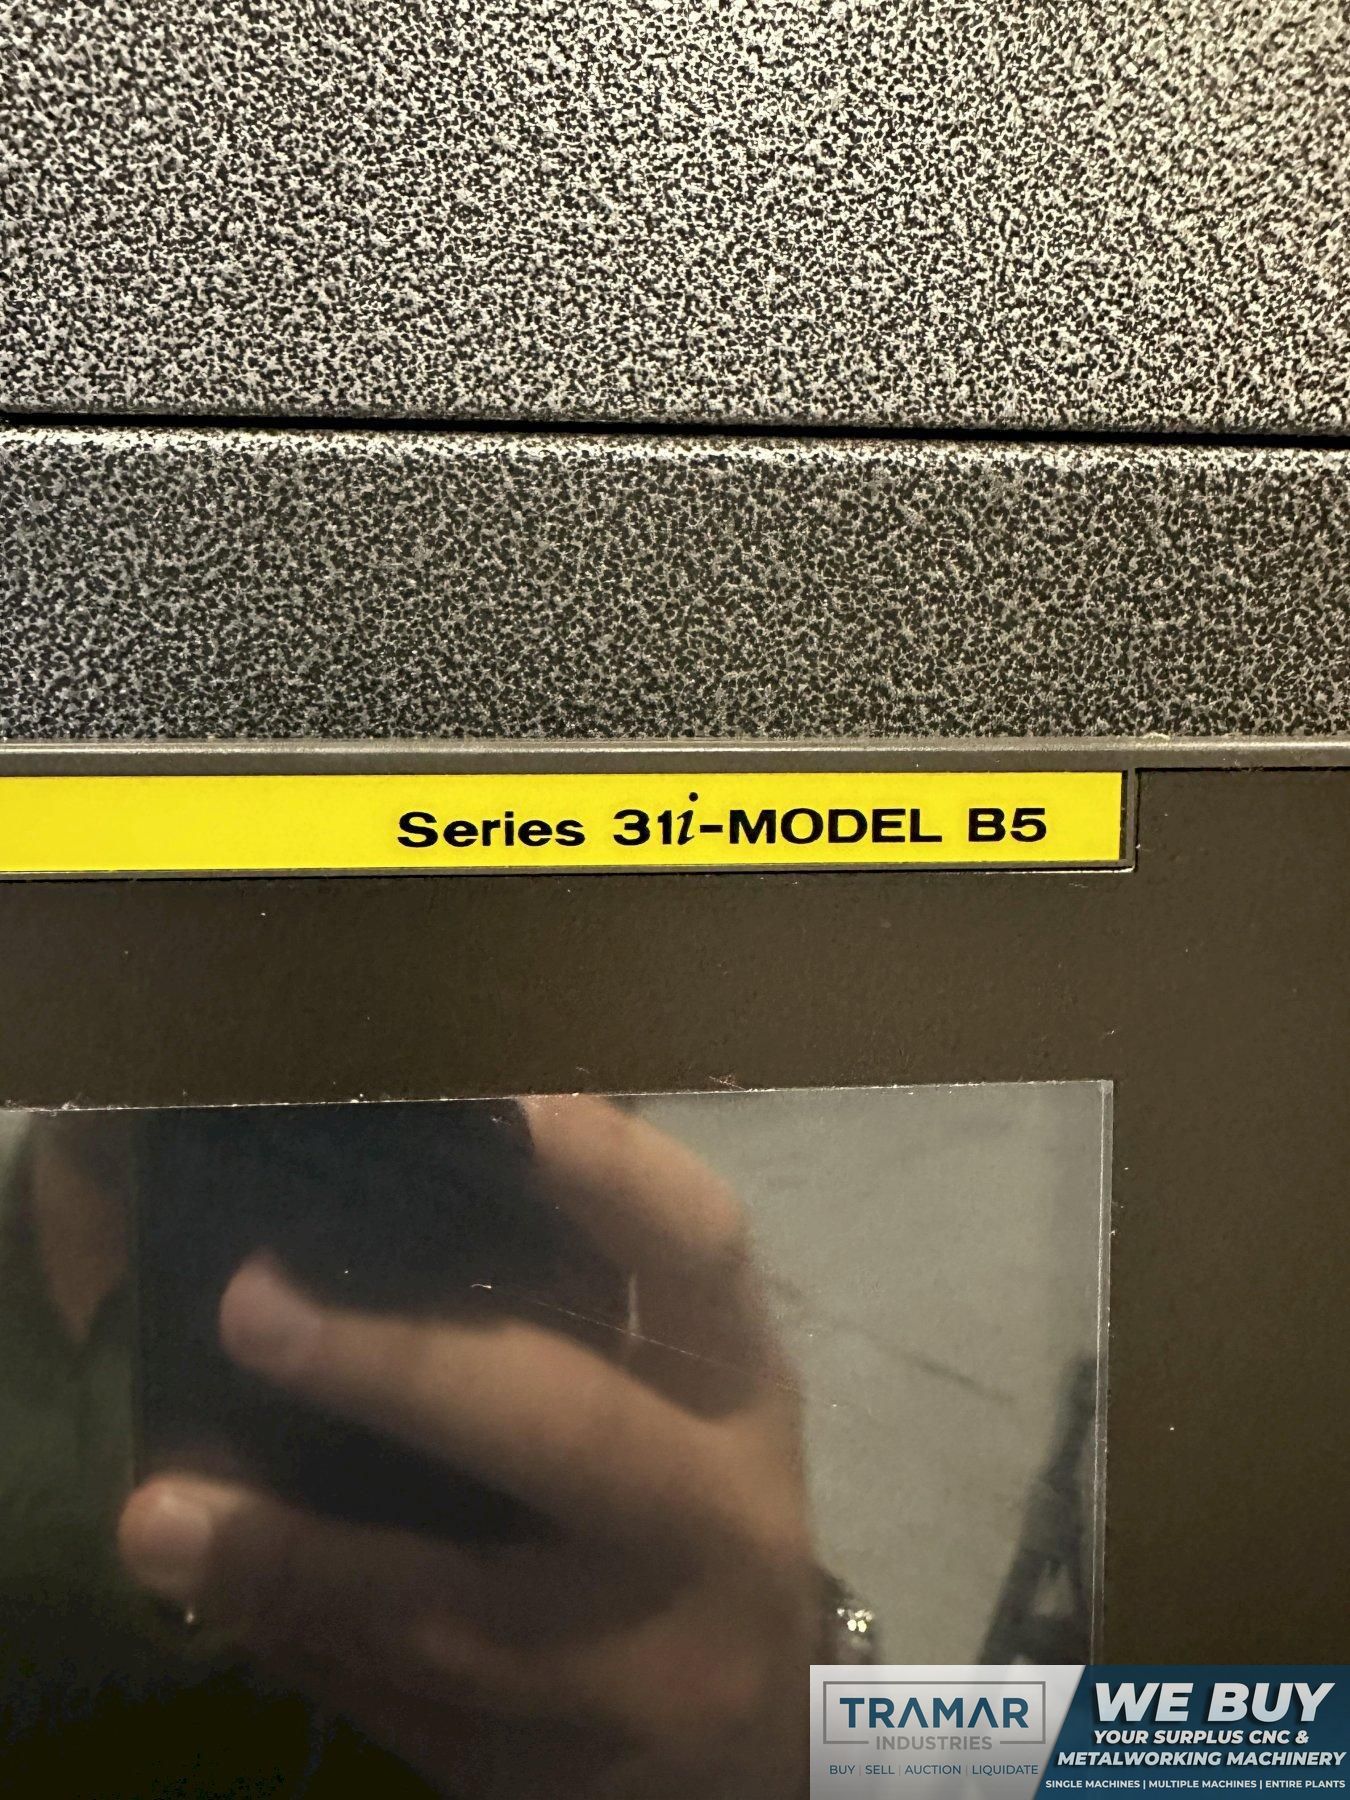 Series 31i-MODEL B5
TRAMAR
INDUSTRIES
BUY | SELL | AUCTION | LIQUIDATE
WE BUY
YOUR SURPLUS CNC &
METALWORKING MACHINERY
SINGLE MACHINES | MULTIPLE MACHINES | ENTIRE PLANTS